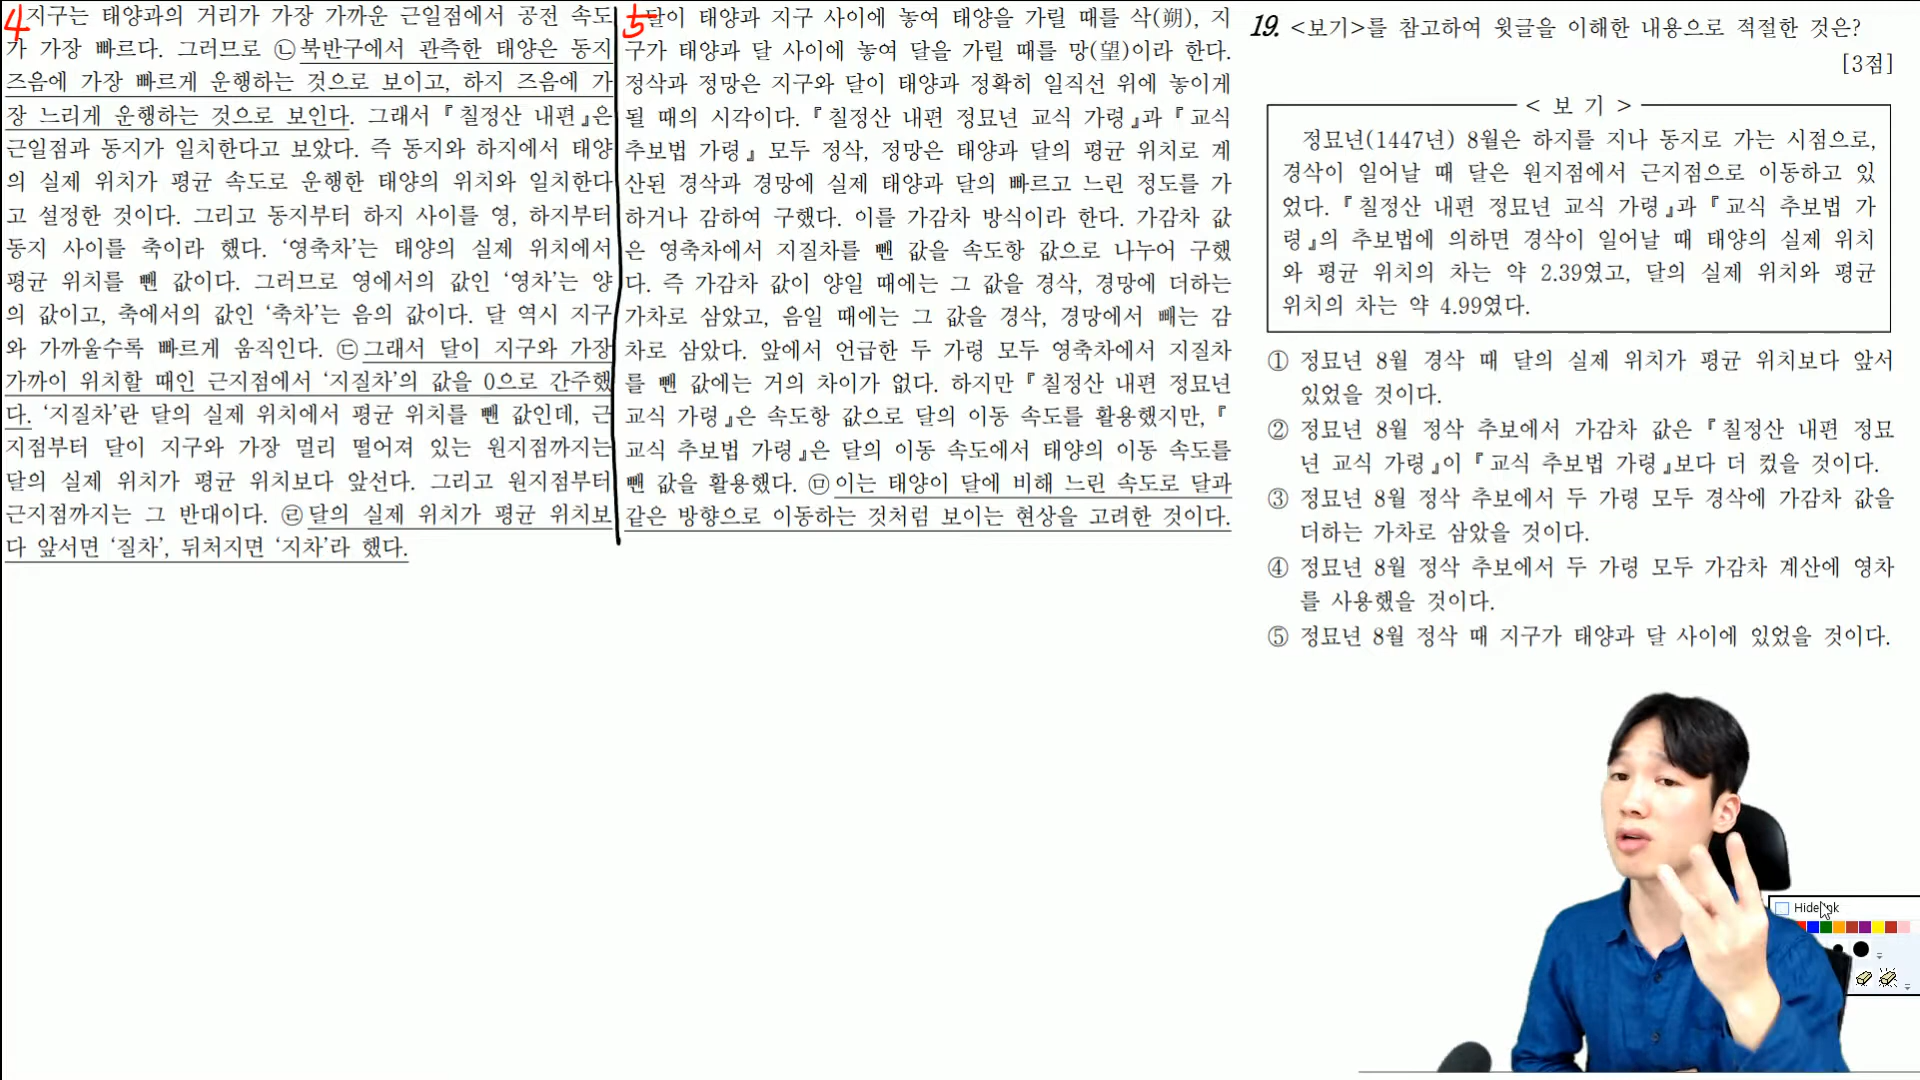 4
지구는 태양과의 거리가 가장 가까운 근일점에서 공전 속도
가 가장 빠르다. 그러므로 ㉡북반구에서 관측한 태양은 동지
즈음에 가장 빠르게 운행하는 것으로 보이고, 하지 즈음에 가
장 느리게 운행하는 것으로 보인다. 그래서 『칠정산 내편』은
근일점과 동지가 일치한다고 보았다. 즉 동지와 하지에서 태양
의 실제 위치가 평균 속도로 운행한 태양의 위치와 일치한다
고 설정한 것이다. 그리고 동지부터 하지 사이를 영, 하지부터
동지 사이를 축이라 했다. ‘영축차’는 태양의 실제 위치에서
평균 위치를 뺀 값이다. 그러므로 영에서의 값인 ‘영차’는 양
의 값이고, 축에서의 값인 ‘축차’는 음의 값이다. 달 역시 지구
와 가까울수록 빠르게 움직인다. ㉢그래서 달이 지구와 가장
가까이 위치할 때인 근지점에서 ‘지질차’의 값을 0으로 간주했
다. ‘지질차’란 달의 실제 위치에서 평균 위치를 뺀 값인데, 근
지점부터 달이 지구와 가장 멀리 떨어져 있는 원지점까지는
달의 실제 위치가 평균 위치보다 앞선다. 그리고 원지점부터
근지점까지는 그 반대이다. ㉣달의 실제 위치가 평균 위치보
다 앞서면 ‘질차’, 뒤처지면 ‘지차’라 했다.
5
달이 태양과 지구 사이에 놓여 태양을 가릴 때를 삭(朔), 지
구가 태양과 달 사이에 놓여 달을 가릴 때를 망(望)이라 한다.
정삭과 정망은 지구와 달이 태양과 정확히 일직선 위에 놓이게
될 때의 시각이다. 『칠정산 내편 정묘년 교식 가령』과 『교식
추보법 가령』 모두 정삭, 정망은 태양과 달의 평균 위치로 계
산된 경삭과 경망에 실제 태양과 달의 빠르고 느린 정도를 가
하거나 감하여 구했다. 이를 가감차 방식이라 한다. 가감차 값
은 영축차에서 지질차를 뺀 값을 속도항 값으로 나누어 구했
다. 즉 가감차 값이 양일 때에는 그 값을 경삭, 경망에 더하는
가차로 삼았고, 음일 때에는 그 값을 경삭, 경망에서 빼는 감
차로 삼았다. 앞에서 언급한 두 가령 모두 영축차에서 지질차
를 뺀 값에는 거의 차이가 없다. 하지만 『칠정산 내편 정묘년
교식 가령』은 속도항 값으로 달의 이동 속도를 활용했지만, 『
교식 추보법 가령』은 달의 이동 속도에서 태양의 이동 속도를
뺀 값을 활용했다. ㉤이는 태양이 달에 비해 느린 속도로 달과
같은 방향으로 이동하는 것처럼 보이는 현상을 고려한 것이다.
19. <보기>를 참고하여 윗글을 이해한 내용으로 적절한 것은?
[3점]
< 보 기 >
정묘년(1447년) 8월은 하지를 지나 동지로 가는 시점으로,
경삭이 일어날 때 달은 원지점에서 근지점으로 이동하고 있
었다. 『칠정산 내편 정묘년 교식 가령』과 『교식 추보법 가
령』의 추보법에 의하면 경삭이 일어날 때 태양의 실제 위치
와 평균 위치의 차는 약 2.39였고, 달의 실제 위치와 평균
위치의 차는 약 4.99였다.
① 정묘년 8월 경삭 때 달의 실제 위치가 평균 위치보다 앞서
있었을 것이다.
② 정묘년 8월 정삭 추보에서 가감차 값은 『칠정산 내편 정묘
년 교식 가령』이 『교식 추보법 가령』보다 더 컸을 것이다.
③ 정묘년 8월 정삭 추보에서 두 가령 모두 경삭에 가감차 값을
더하는 가차로 삼았을 것이다.
④ 정묘년 8월 정삭 추보에서 두 가령 모두 가감차 계산에 영차
를 사용했을 것이다.
⑤ 정묘년 8월 정삭 때 지구가 태양과 달 사이에 있었을 것이다.